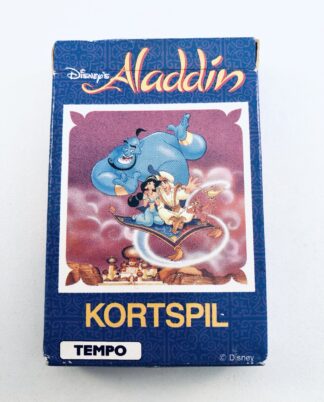 DISNEY'S Aladdin
KORTSPIL
TEMPO
© Disney